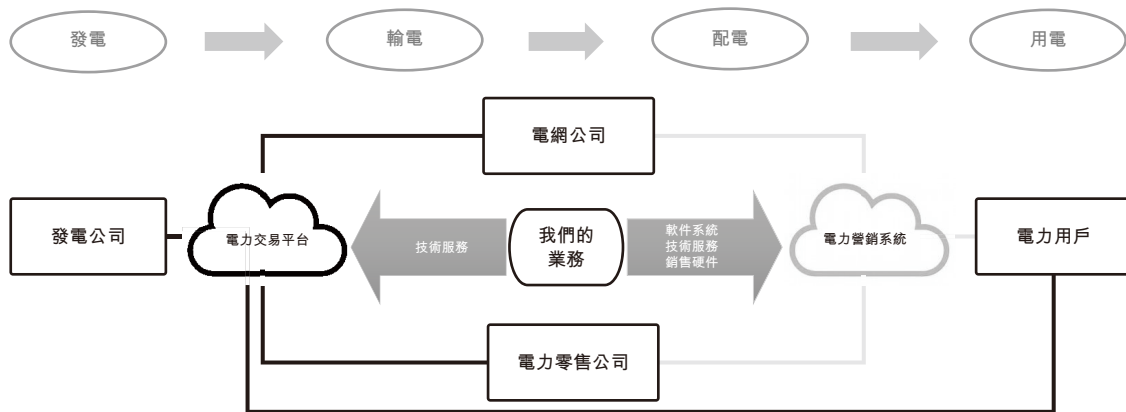 發電
輸電
配電
用電
電網公司
發電公司
電力交易平台
技術服務
我們的
業務
軟件系統
技術服務
銷售硬件
電力營銷系統
電力用戶
電力零售公司